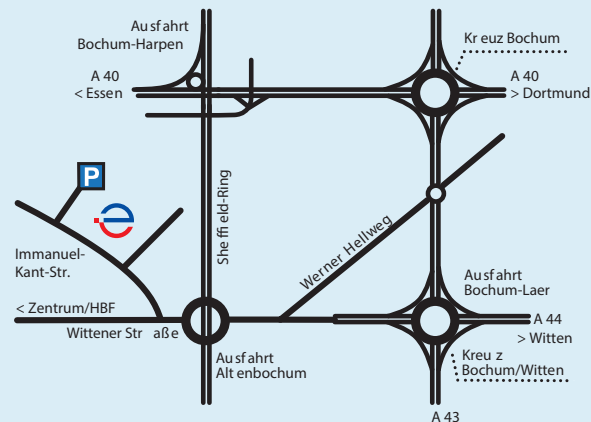 Ausfahrt
Bochum-Harpen
Kreuz Bochum
A 40
< Essen
A 40
> Dortmund
P
Sheffield-Ring
Werner Hellweg
Immanuel-
Kant-Str.
Ausfahrt
Bochum-Laer
< Zentrum/HBF
Wittener Straße
A 44
> Witten
Ausfahrt
Altenbochum
Kreuz
Bochum/Witten
A 43